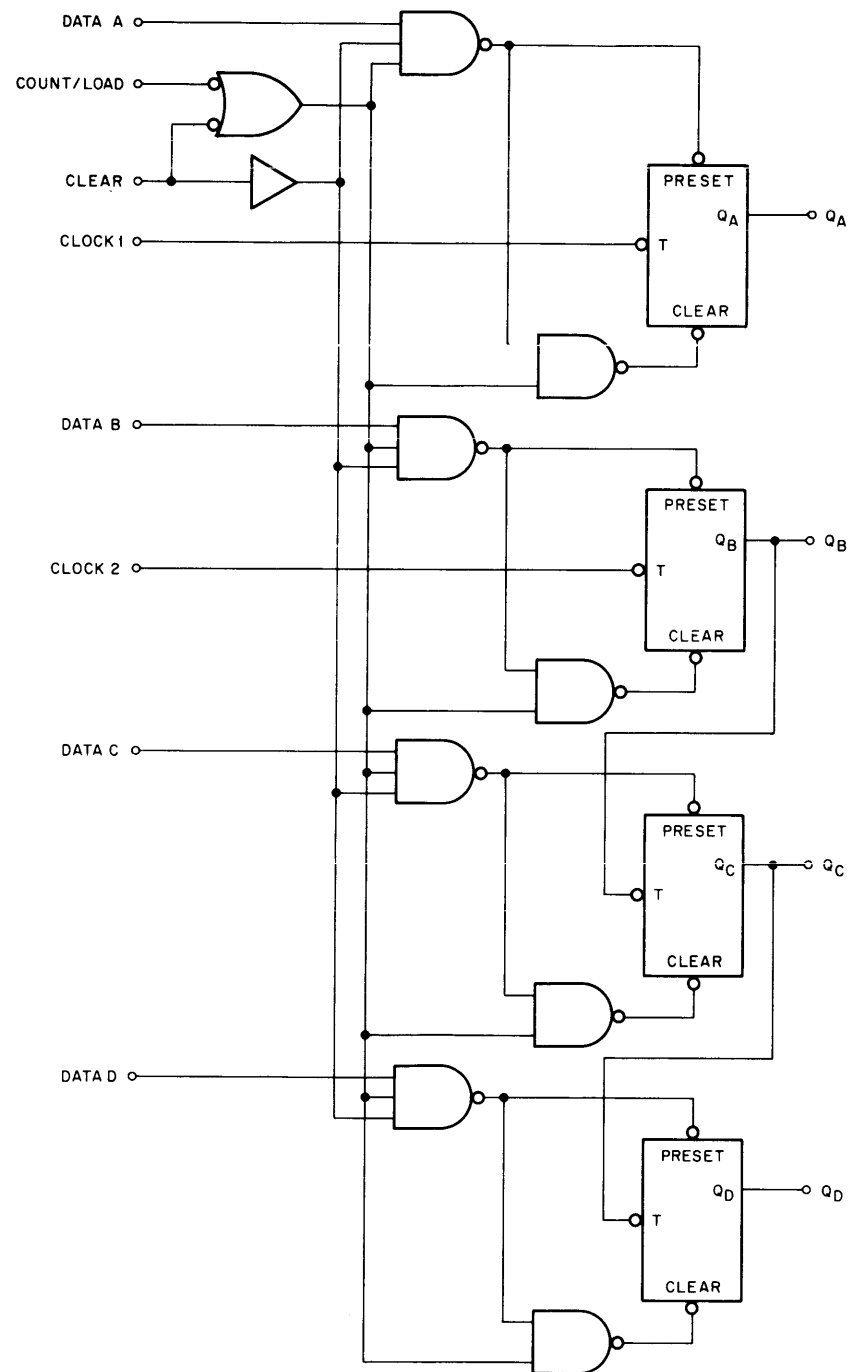 DATA A
COUNT/LOAD
CLEAR
PRESET
QA QA
CLOCK 1
T
CLEAR
DATA B
PRESET
QB QB
CLOCK 2
T
CLEAR
DATA C
PRESET
QC QC
T
CLEAR
DATA D
PRESET
QD QD
T
CLEAR